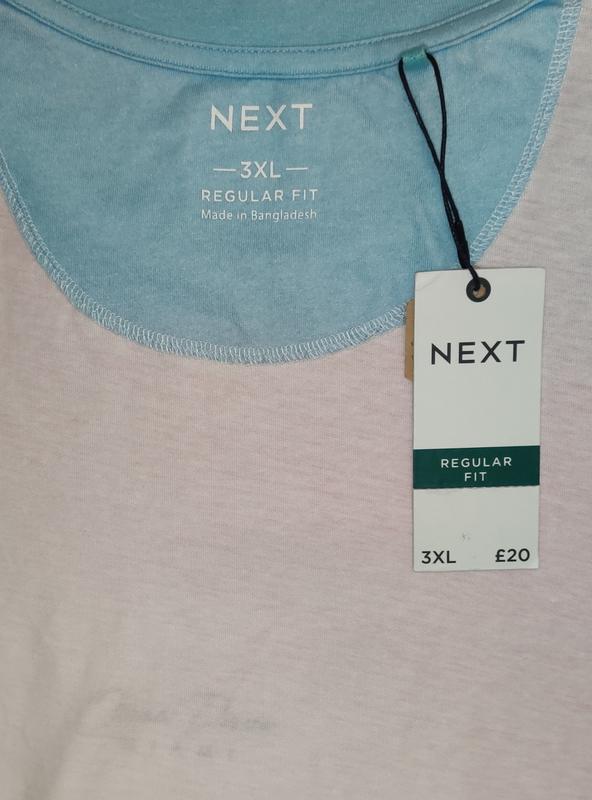 NEXT
3XL
REGULAR FIT
Made in Bangladesh
NEXT
REGULAR
FIT
3XL £20